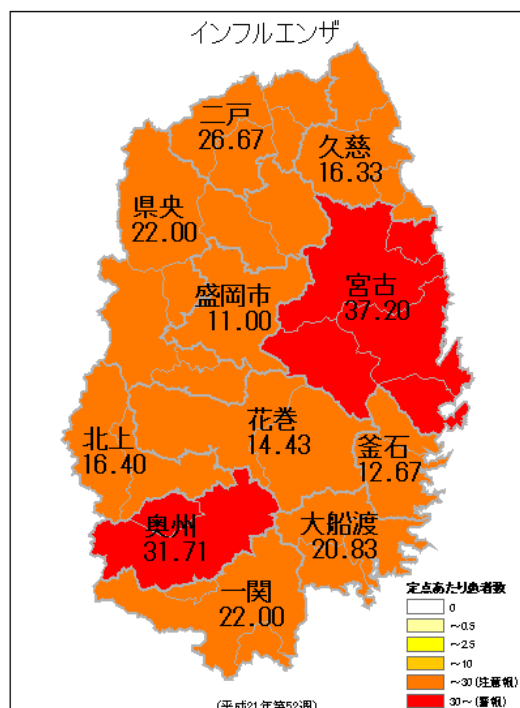 インフルエンザ
二戸
26.67
久慈
16.33
県央
22.00
宮古
37.20
盛岡市
11.00
花巻
14.43
北上
16.40
釜石
12.67
奥州
31.71
大船渡
20.83
一関
22.00
定点あたり患者数
0
～0.5
～2.5
～10
～30(注意報)
30～(警報)
(平成21年第52週)